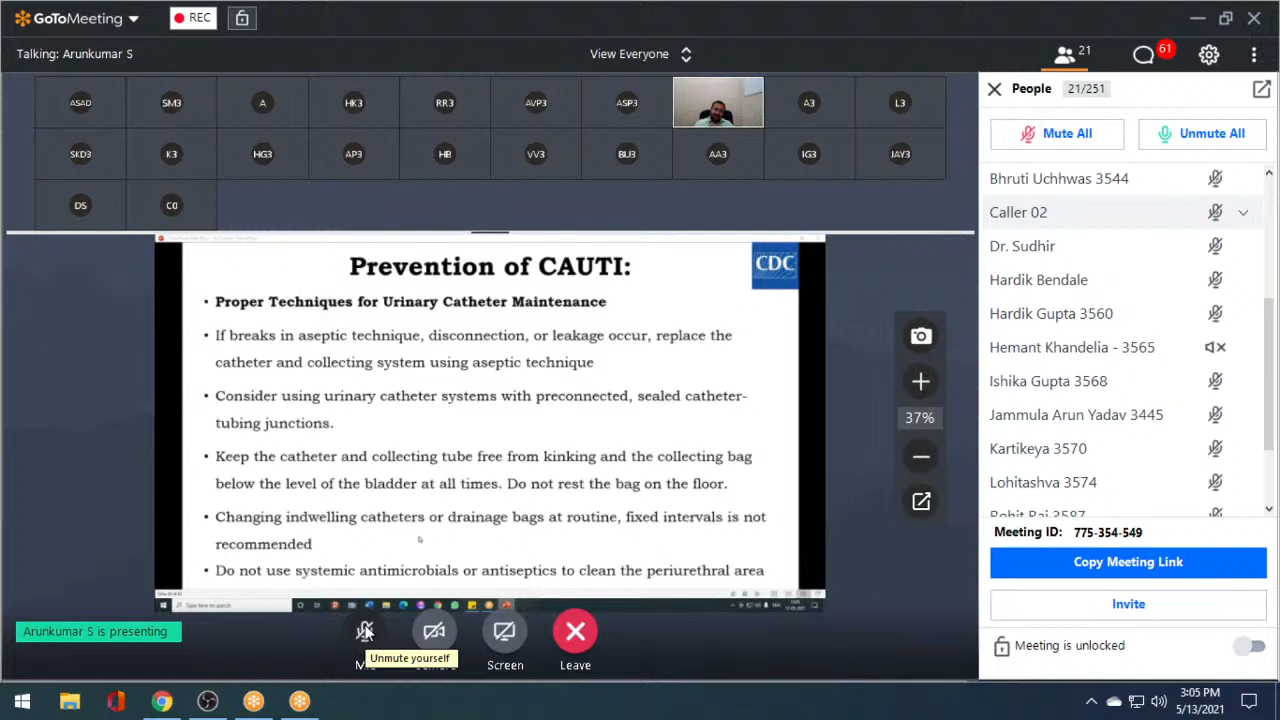 GoToMeeting
REC
Talking: Arunkumar S
View Everyone
21
61
ASAD
SM3
A
HK3
RR3
AVP3
ASP3
A3
L3
SKD3
K3
HG3
AP3
HB
VV3
BU3
AA3
IG3
JAY3
DS
C0
Prevention of CAUTI:
CDC
• Proper Techniques for Urinary Catheter Maintenance
• If breaks in aseptic technique, disconnection, or leakage occur, replace the
catheter and collecting system using aseptic technique
• Consider using urinary catheter systems with preconnected, sealed catheter-
tubing junctions.
• Keep the catheter and collecting tube free from kinking and the collecting bag
below the level of the bladder at all times. Do not rest the bag on the floor.
• Changing indwelling catheters or drainage bags at routine, fixed intervals is not
recommended
• Do not use systemic antimicrobials or antiseptics to clean the periurethral area
Type here to search
37%
Arunkumar S is presenting
Unmute yourself
Screen
Leave
People
21/251
Mute All
Unmute All
Bhruti Uchhwas 3544
Caller 02
Dr. Sudhir
Hardik Bendale
Hardik Gupta 3560
Hemant Khandelia - 3565
Ishika Gupta 3568
Jammula Arun Yadav 3445
Kartikeya 3570
Lohitashva 3574
Rohit Raj 3587
Meeting ID: 775-354-549
Copy Meeting Link
Invite
Meeting is unlocked
3:05 PM
5/13/2021